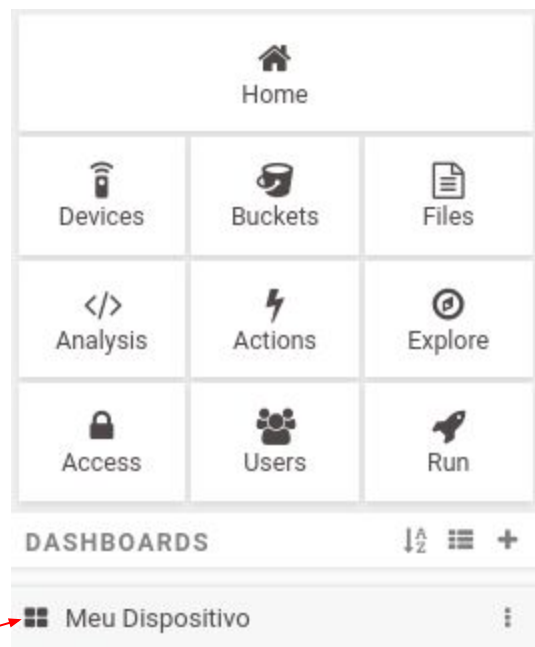 Home
Devices Buckets Files
Analysis Actions Explore
Access Users Run
DASHBOARDS
Meu Dispositivo